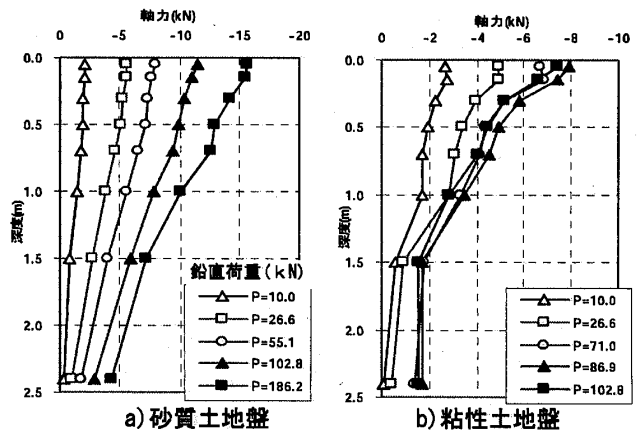 軸力(kN)
0 -5 -10 -15 -20
0.0
0.5
1.0
1.5
2.0
2.5
深度(m)
鉛直荷重(kN)
P=10.0
P=26.6
P=55.1
P=102.8
P=186.2
a)砂質土地盤
軸力(kN)
0 -2 -4 -6 -8 -10
0.0
0.5
1.0
1.5
2.0
2.5
深度(m)
P=10.0
P=26.6
P=71.0
P=86.9
P=102.8
b)粘性土地盤